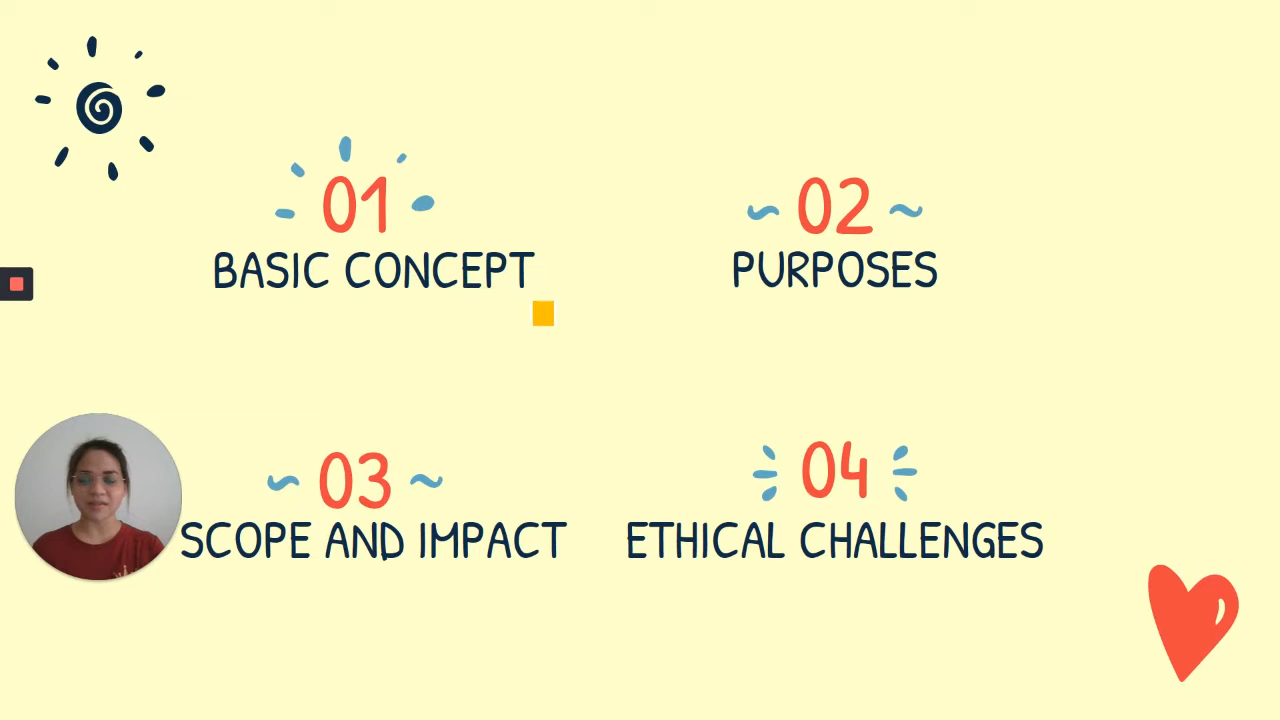 01
BASIC CONCEPT
02
PURPOSES
03
SCOPE AND IMPACT
04
ETHICAL CHALLENGES